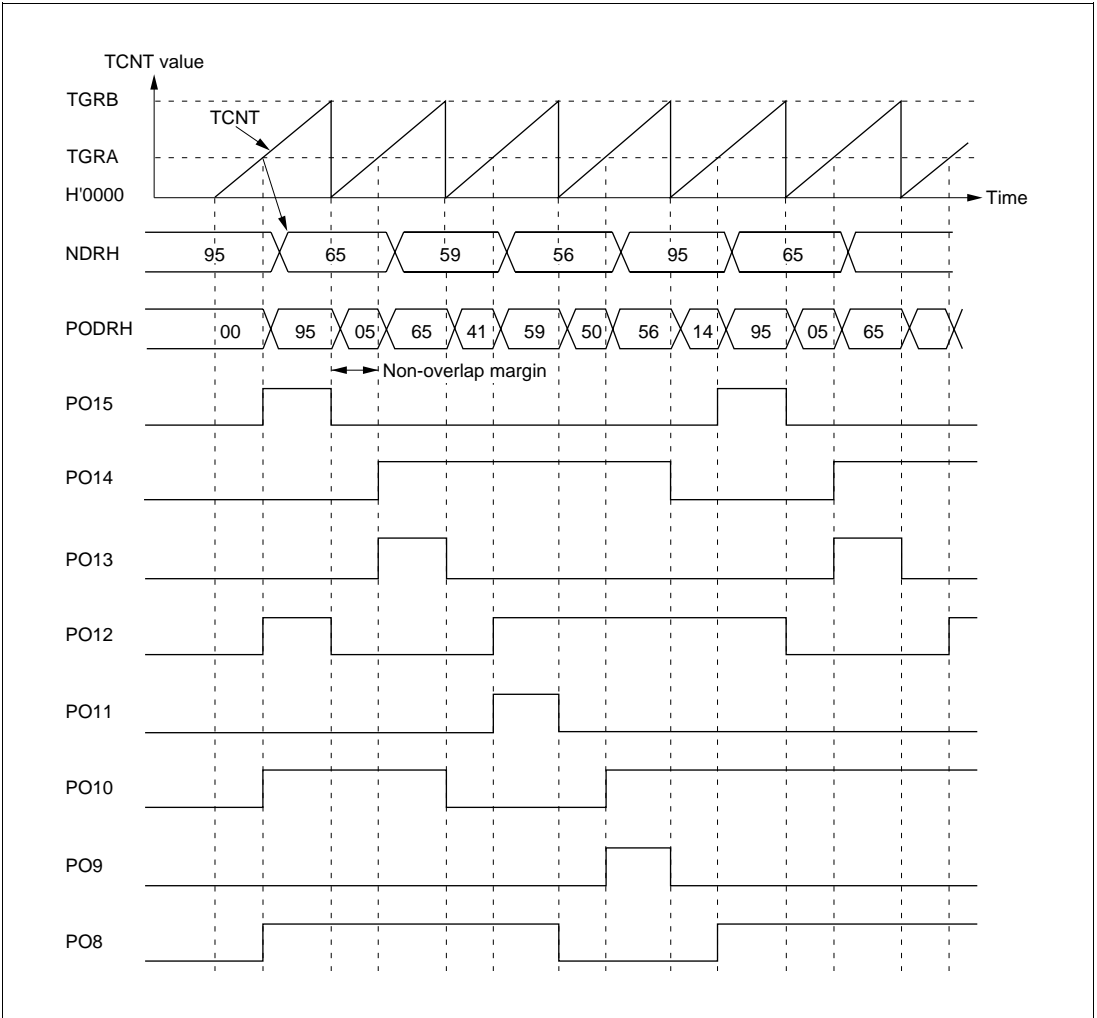 TCNT value
TGRB
TCNT
TGRA
H'0000
Time
NDRH 95 65 59 56 95 65
PODRH 00 95 05 65 41 59 50 56 14 95 05 65
Non-overlap margin
PO15
PO14
PO13
PO12
PO11
PO10
PO9
PO8